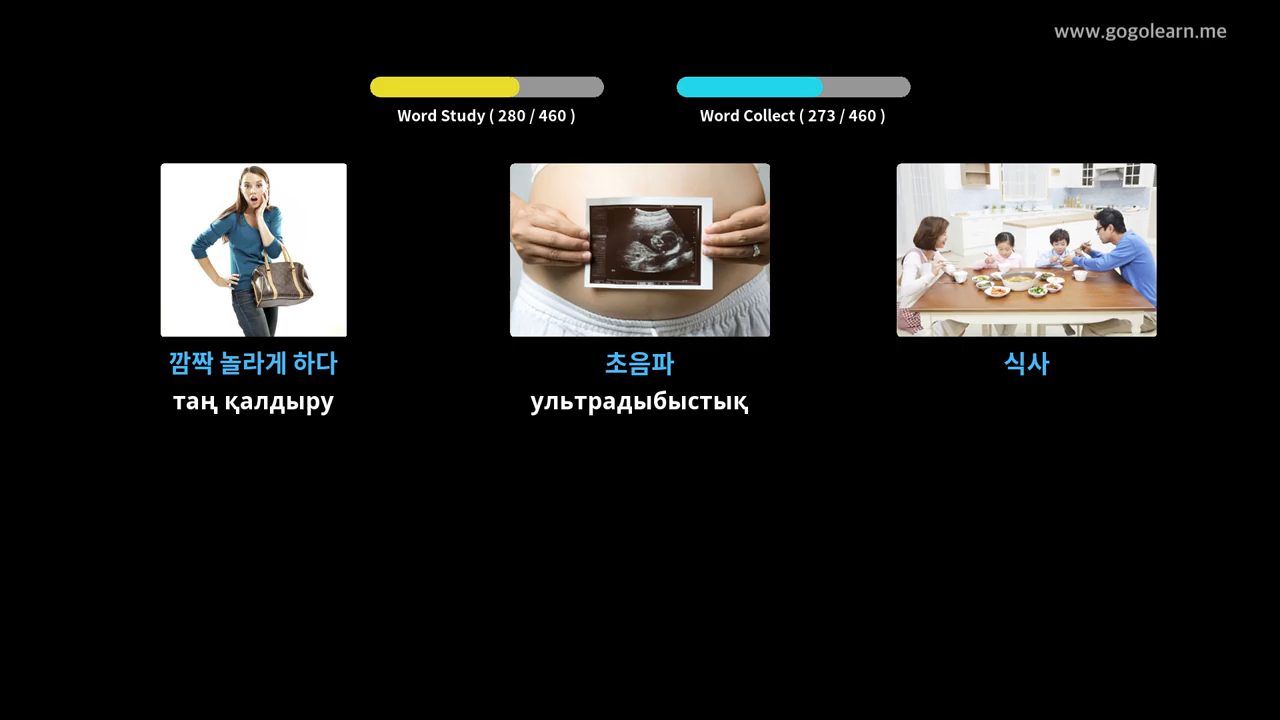 www.gogolearn.me
Word Study ( 280 / 460 )
Word Collect ( 273 / 460 )
깜짝 놀라게 하다
초음파
식사
таң қалдыру
ультрадыбыстық